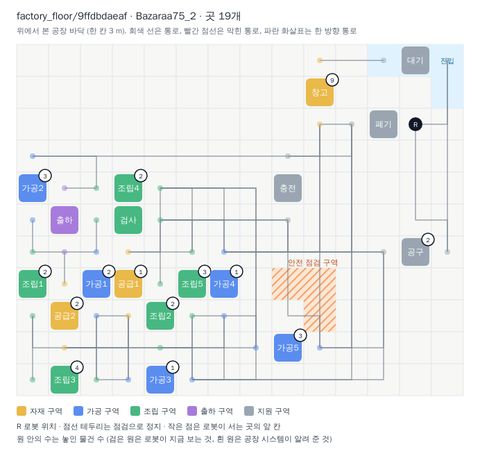 factory_floor/9ffdbdaeaf · Bazaraa75_2 · 곳 19개
위에서 본 공장 바닥 (한 칸 3 m). 회색 선은 통로, 빨간 점선은 막힌 통로, 파란 화살표는 한 방향 통로
대기
진입
9
창고
폐기
R
3
가공2
2
조립4
충전
출하
검사
2
공구
안전 점검 구역
2
조립1
2
가공1
1
공급1
3
조립5
1
가공4
2
공급2
2
조립2
3
가공5
4
조립3
1
가공3
자재 구역
가공 구역
조립 구역
출하 구역
지원 구역
R 로봇 위치 · 점선 테두리는 점검으로 정지 · 작은 점은 로봇이 서는 곳의 앞 칸
원 안의 수는 놓인 물건 수 (검은 원은 로봇이 지금 보는 것, 흰 원은 공장 시스템이 알려 준 것)